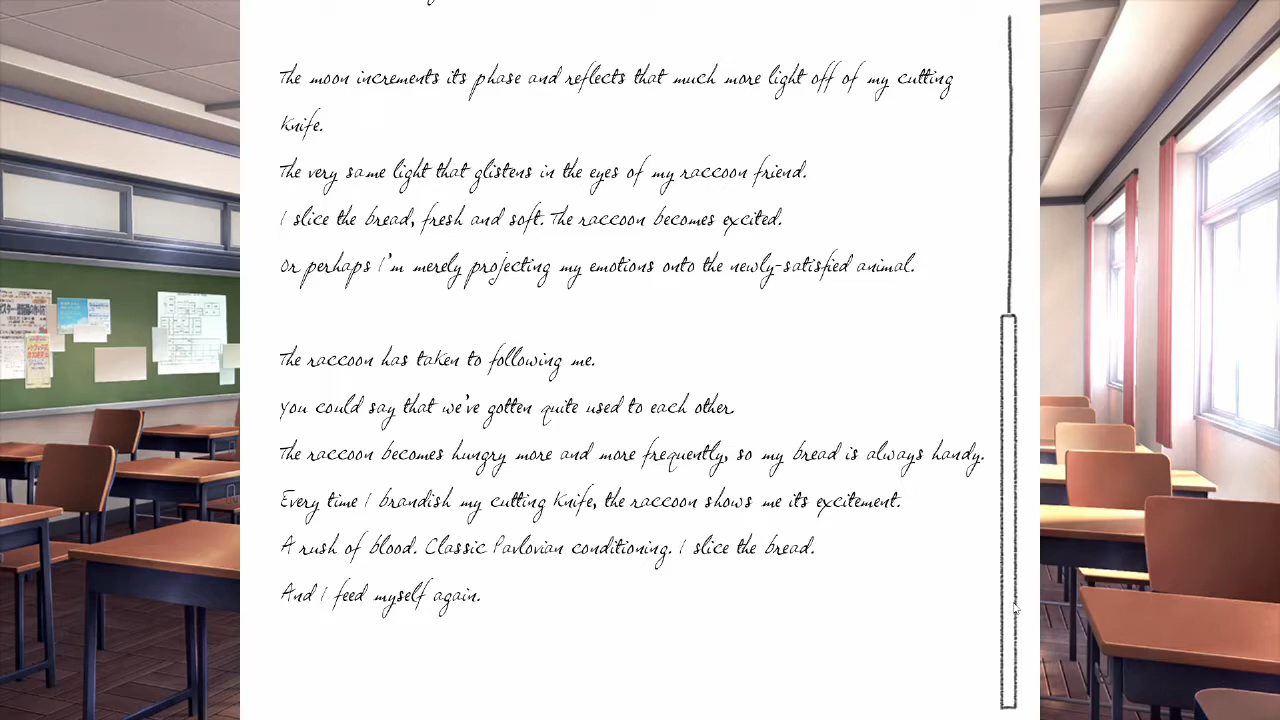 The moon increments its phase and reflects that much more light off of my cutting
knife.
The very same light that glistens in the eyes of my raccoon friend.
I slice the bread, fresh and soft. The raccoon becomes excited.
Or perhaps I'm merely projecting my emotions onto the newly-satisfied animal.
The raccoon has taken to following me.
You could say that we've gotten quite used to each other.
The raccoon becomes hungry more and more frequently, so my bread is always handy.
Every time I brandish my cutting knife, the raccoon shows me its excitement.
A rush of blood. Classic Pavlovian conditioning. I slice the bread.
And I feed myself again.